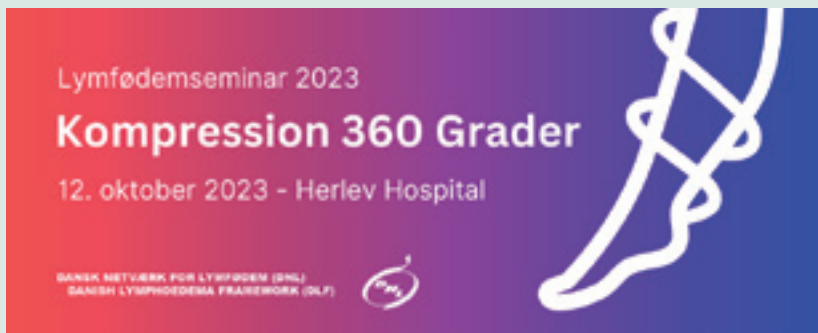 Lymfødemseminar 2023
Kompression 360 Grader
12. oktober 2023 - Herlev Hospital
DANSK NETVÆRK FOR LYMFØDEM (DNL)
DANISH LYMPHOEDEMA FRAMEWORK (DLF)